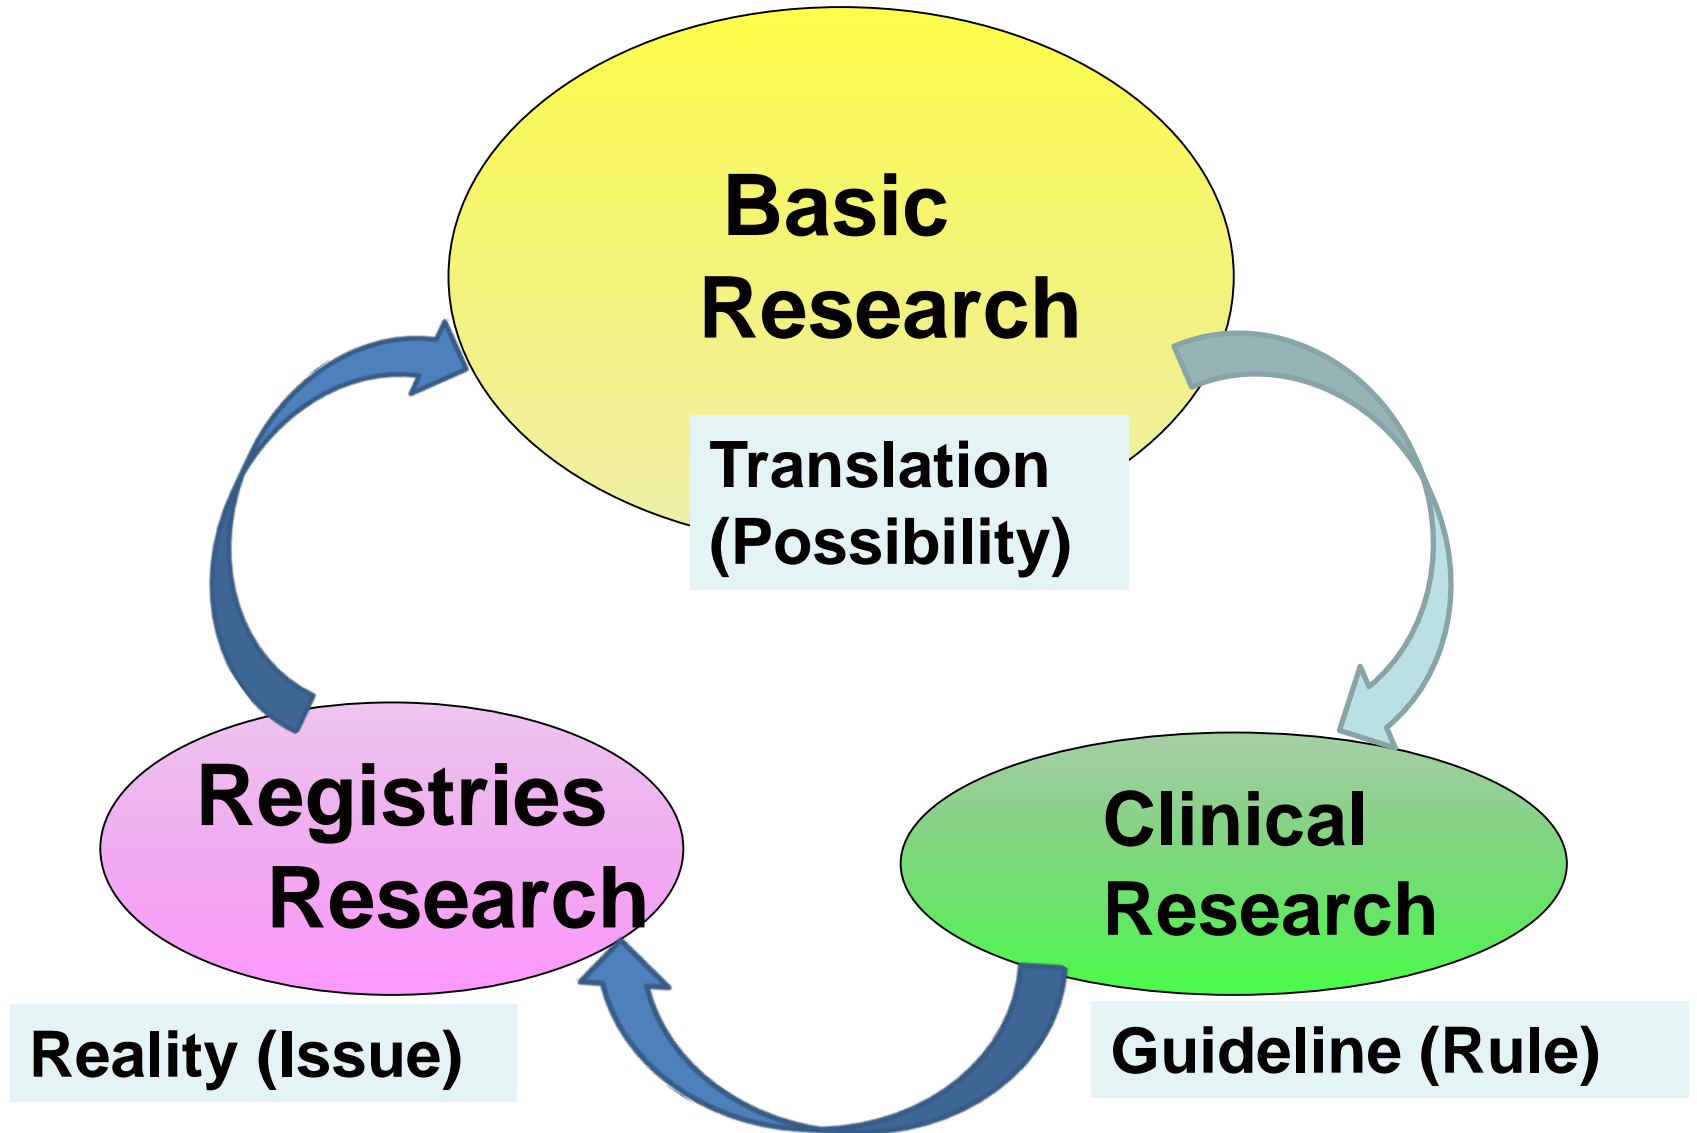 Basic
Research
Translation
(Possibility)
Registries
Research
Clinical
Research
Reality (Issue)
Guideline (Rule)